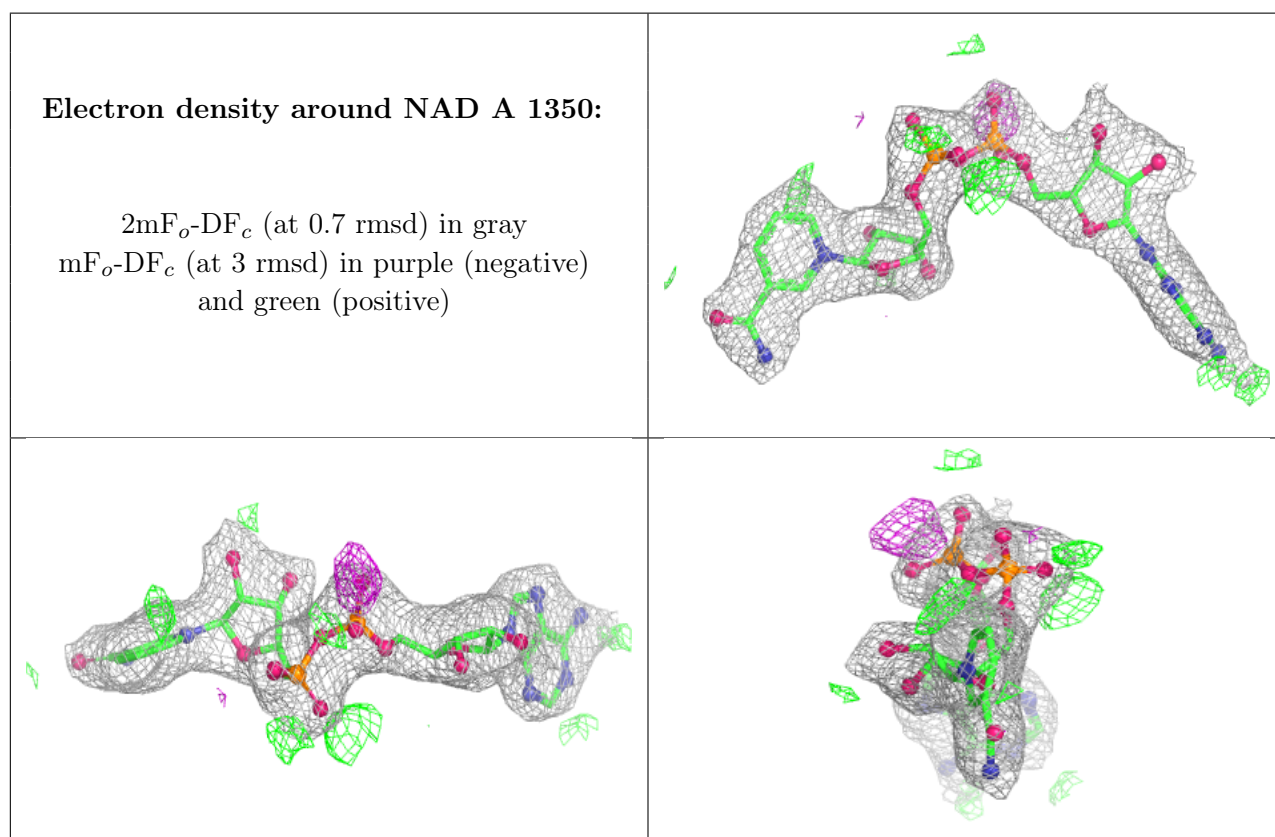 Electron density around NAD A 1350:
2mFo-DFc (at 0.7 rmsd) in gray
mFo-DFc (at 3 rmsd) in purple (negative)
and green (positive)